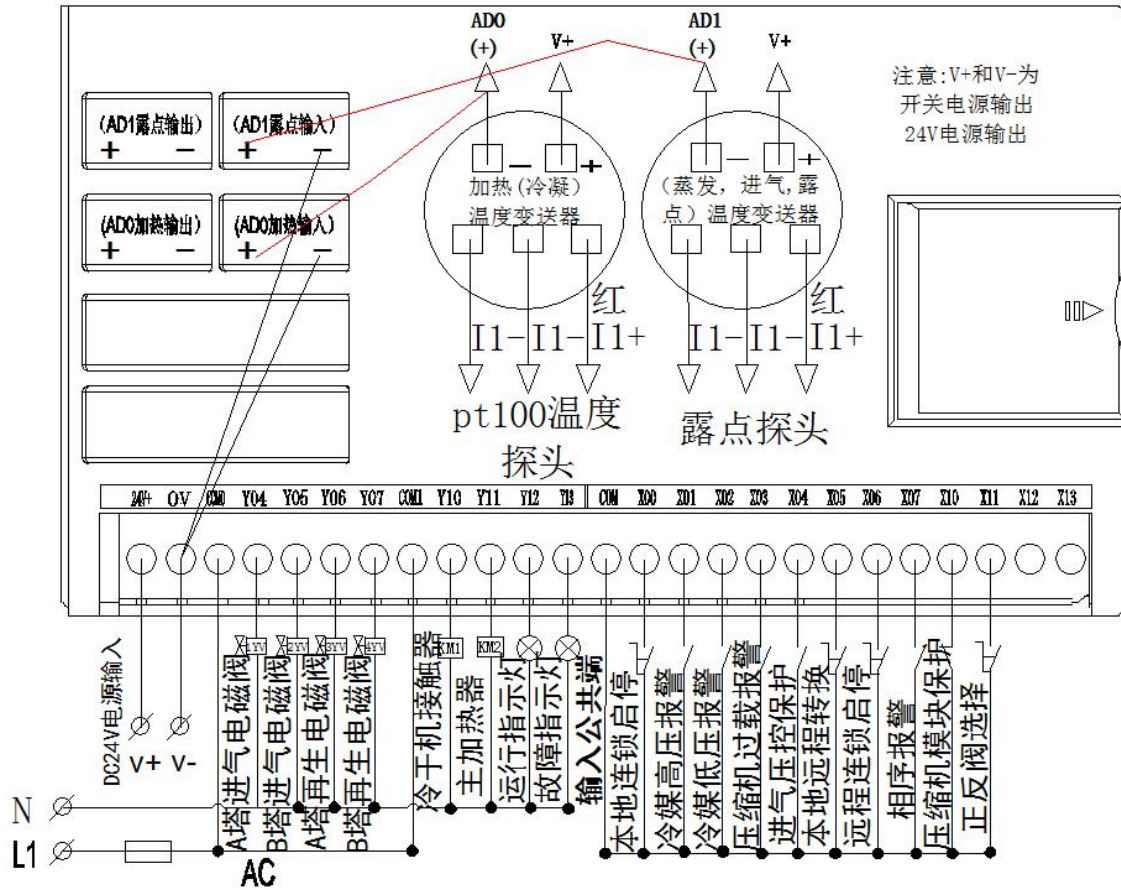 AD0
(+)
V+
AD1
(+)
V+
注意:V+和V-为
开关电源输出
24V电源输出
(AD1露点输出)
+ −
(AD1露点输入)
+ −
(AD0加热输出)
+ −
(AD0加热输入)
+ −
− +
加热(冷凝)
温度变送器
− +
(蒸发, 进气,露
点)温度变送器
红
I1- I1- I1+
红
I1- I1- I1+
pt100温度
探头
露点探头
24V+ 0V COM0 Y04 Y05 Y06 Y07 COM1 Y10 Y11 Y12 Y13 COM X00 X01 X02 X03 X04 X05 X06 X07 X10 X11 X12 X13
1YV 2YV 3YV 4YV KM1 KM2
DC24V电源输入
V+ V-
A塔进气电磁阀
B塔进气电磁阀
A塔再生电磁阀
B塔再生电磁阀
冷干机接触器
主加热器
运行指示灯
故障指示灯
输入公共端
本地连锁启停
冷媒高压报警
冷媒低压报警
压缩机过载报警
进气压控保护
本地远程转换
远程连锁启停
相序报警
压缩机模块保护
正反阀选择
N
L1
AC